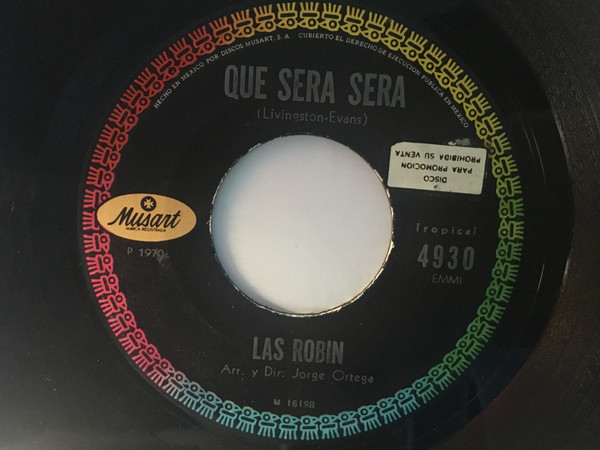 HECHO EN MEXICO POR DISCOS MUSART, S.A. CUBIERTO EL DERECHO DE EJECUCION PUBLICA EN MEXICO
QUE SERA SERA
(Livingston-Evans)
DISCO
PARA PROMOCION
PROHIBIDA SU VENTA
Musart
MARCA REGISTRADA
P 1970
Tropical
4930
EMMI
LAS ROBIN
Arr. y Dir: Jorge Ortega
M 16198